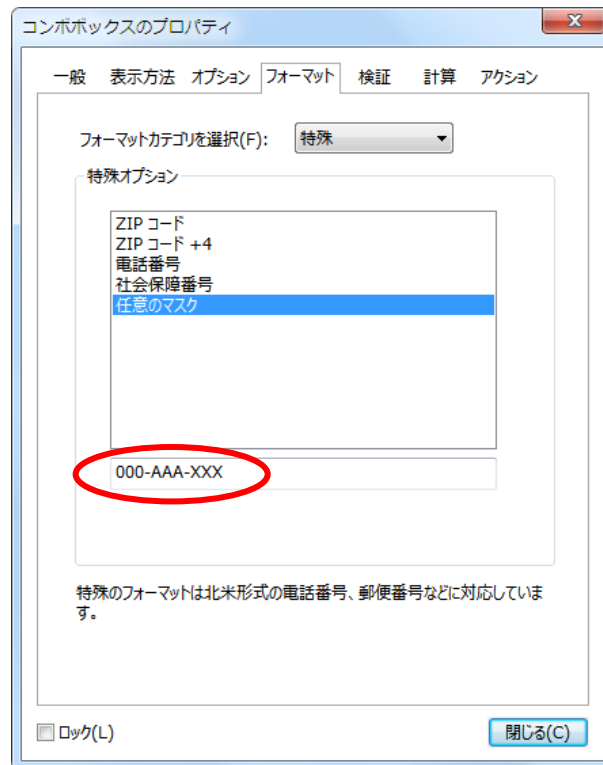 コンボボックスのプロパティ
一般 表示方法 オプション フォーマット 検証 計算 アクション
フォーマットカテゴリを選択(F): 特殊
特殊オプション
ZIP コード
ZIP コード +4
電話番号
社会保障番号
任意のマスク
000-AAA-XXX
特殊のフォーマットは北米形式の電話番号、郵便番号などに対応していま
す。
ロック(L) 閉じる(C)